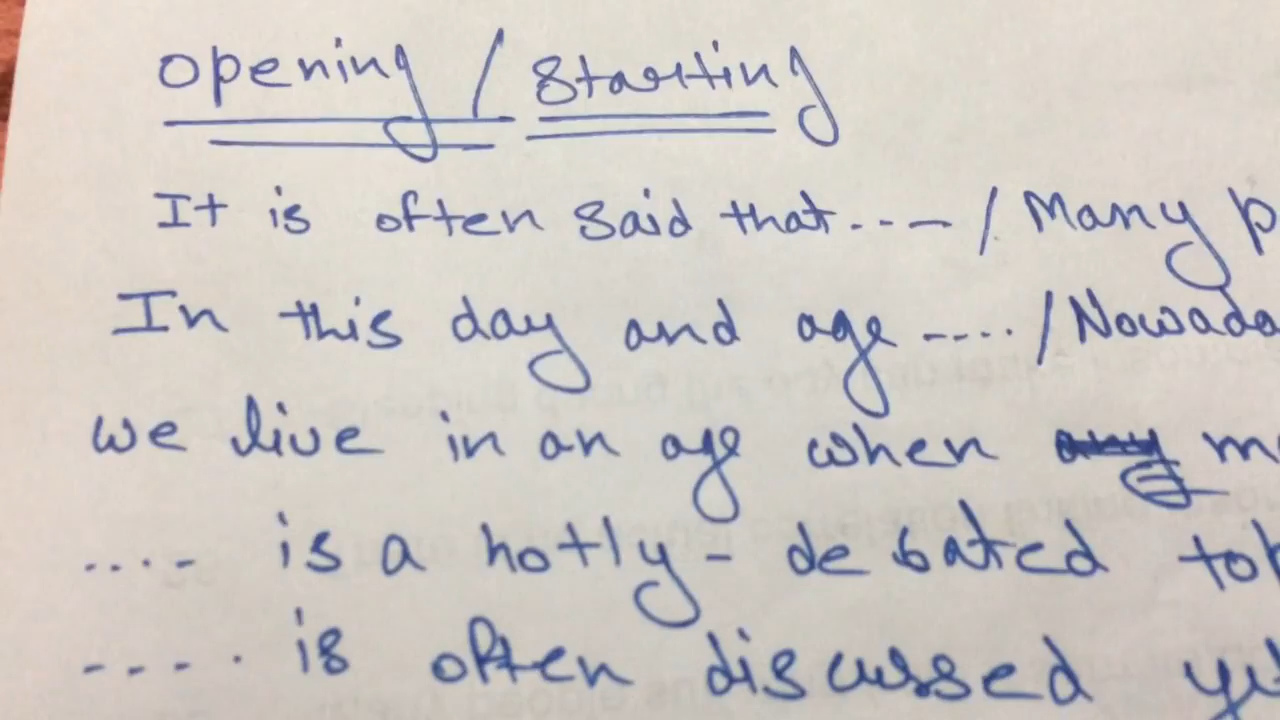 Opening / Starting
It is often said that...- / Many
In this day and age ----.. /
we live in an age when
....- is a hotly - debated
----. is often discussed